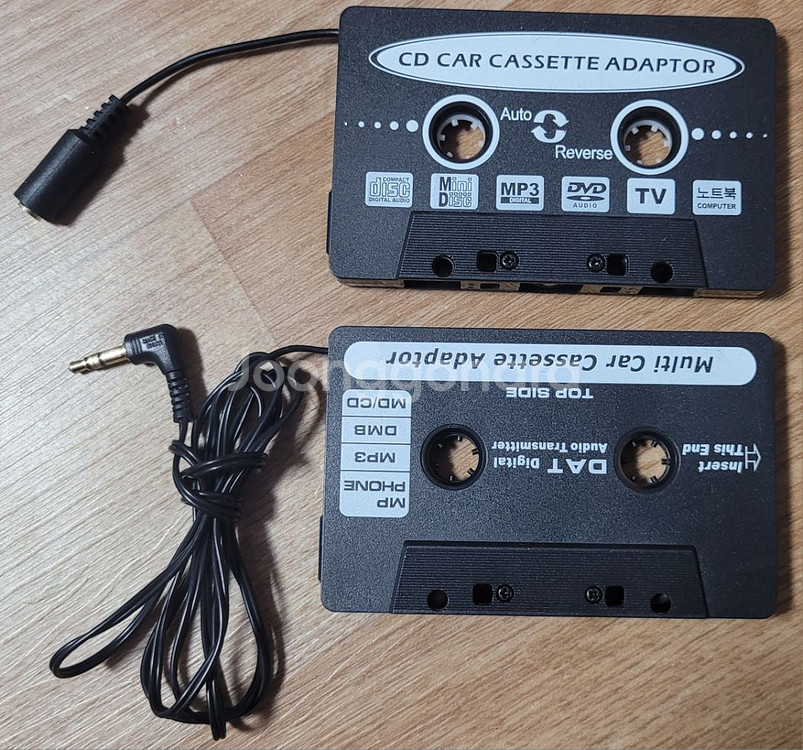 CD CAR CASSETTE ADAPTOR
Auto
Reverse
COMPACT
disc
DIGITAL AUDIO
Mini
Disc
MP3
DIGITAL
DVD
AUDIO
TV
노트북
COMPUTER
Joonggonara
Multi Car Cassette Adaptor
TOP SIDE
Insert
This End
DAT Digital
Audio Transmitter
MD/CD
DMB
MP3
MP
PHONE